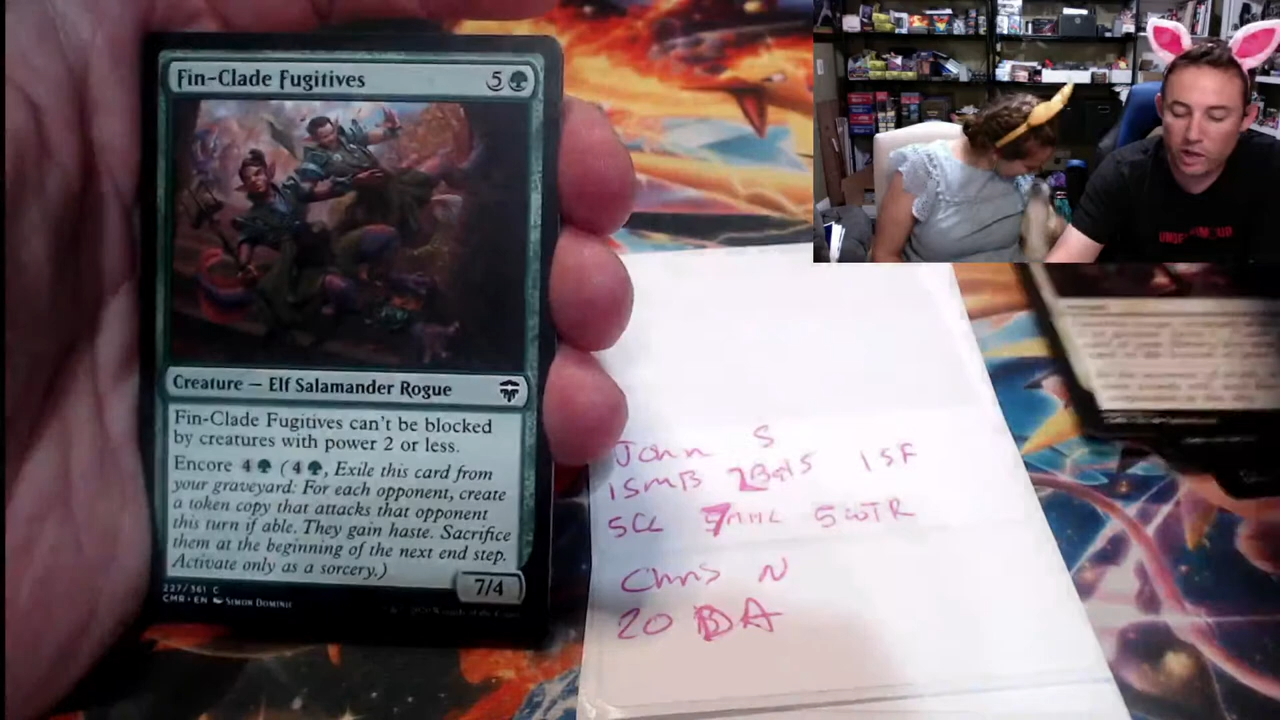 Fin-Clade Fugitives 5
Creature — Elf Salamander Rogue
Fin-Clade Fugitives can't be blocked
by creatures with power 2 or less.
Encore 4 (4, Exile this card from
your graveyard: For each opponent, create
a token copy that attacks that opponent
this turn if able. They gain haste. Sacrifice
them at the beginning of the next end step.
Activate only as a sorcery.)
7/4
227/361 C
CMR • EN SIMON DOMINIC
John S
1SMB 1SF
5CL 5WTR
Chris N
20 BA